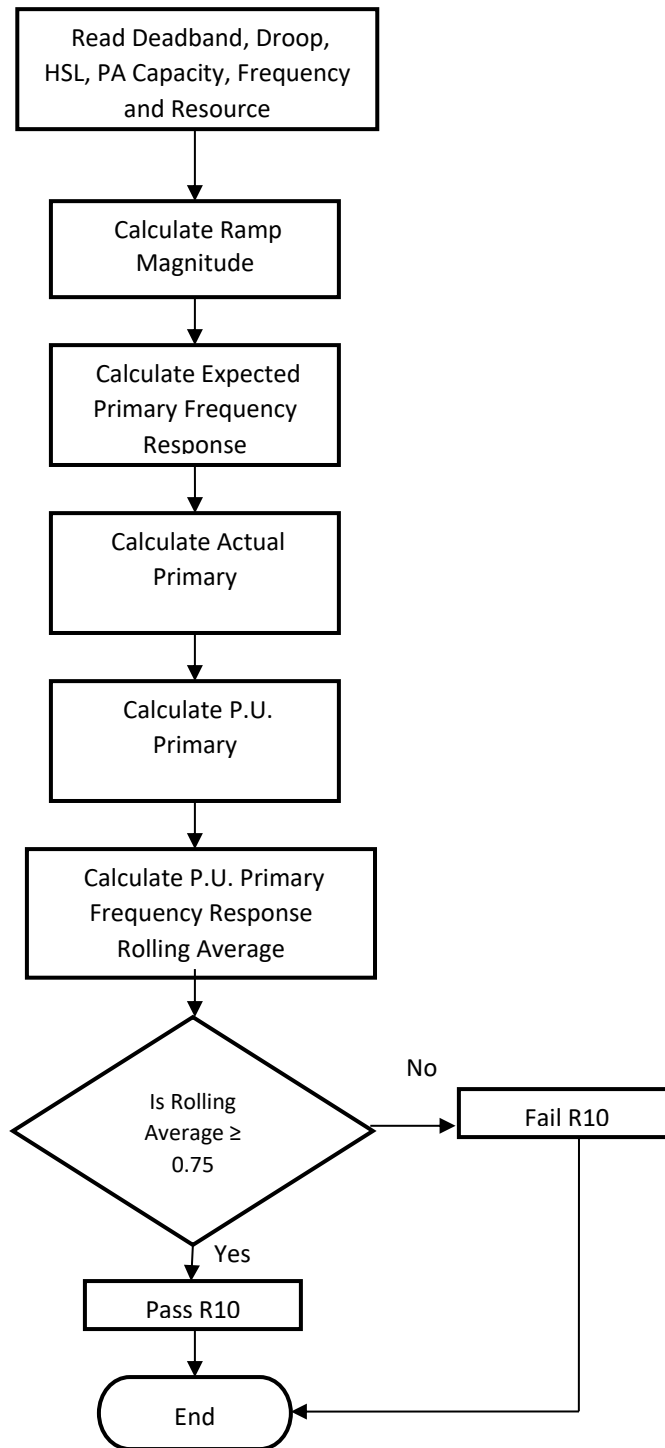 Read Deadband, Droop,
HSL, PA Capacity, Frequency
and Resource
Calculate Ramp
Magnitude
Calculate Expected
Primary Frequency
Response
Calculate Actual
Primary
Calculate P.U.
Primary
Calculate P.U. Primary
Frequency Response
Rolling Average
Is Rolling
Average ≥
0.75
No
Fail R10
Yes
Pass R10
End